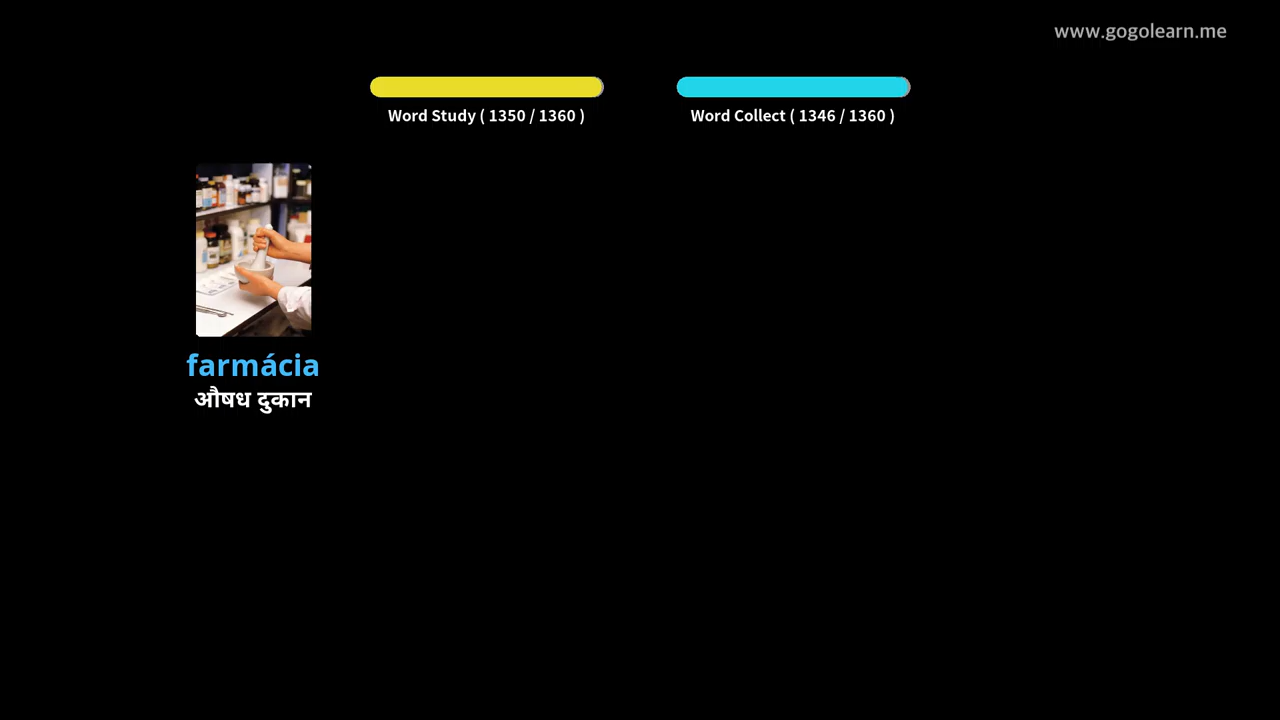 www.gogolearn.me
Word Study ( 1350 / 1360 )
Word Collect ( 1346 / 1360 )
farmácia
औषध दुकान